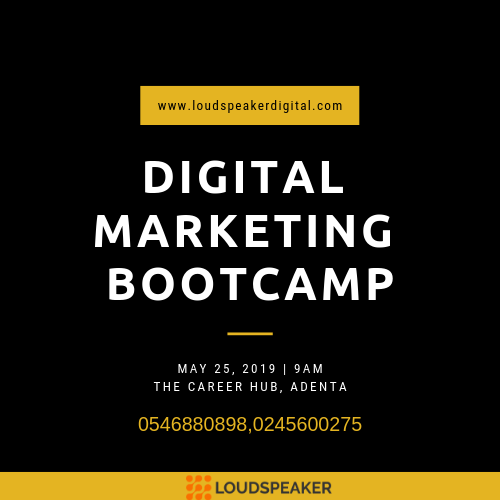 www.loudspeakerdigital.com
DIGITAL
MARKETING
BOOTCAMP
MAY 25, 2019 | 9AM
THE CAREER HUB, ADENTA
0546880898,0245600275
LOUDSPEAKER